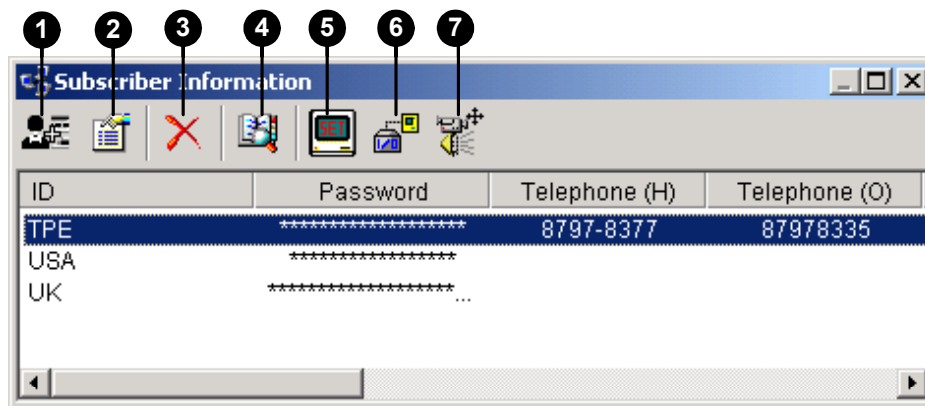 1 2 3 4 5 6 7
Subscriber Information
SET I/O
ID Password Telephone (H) Telephone (O)
TPE ******************* 8797-8377 87978335
USA *****************
UK *******************...